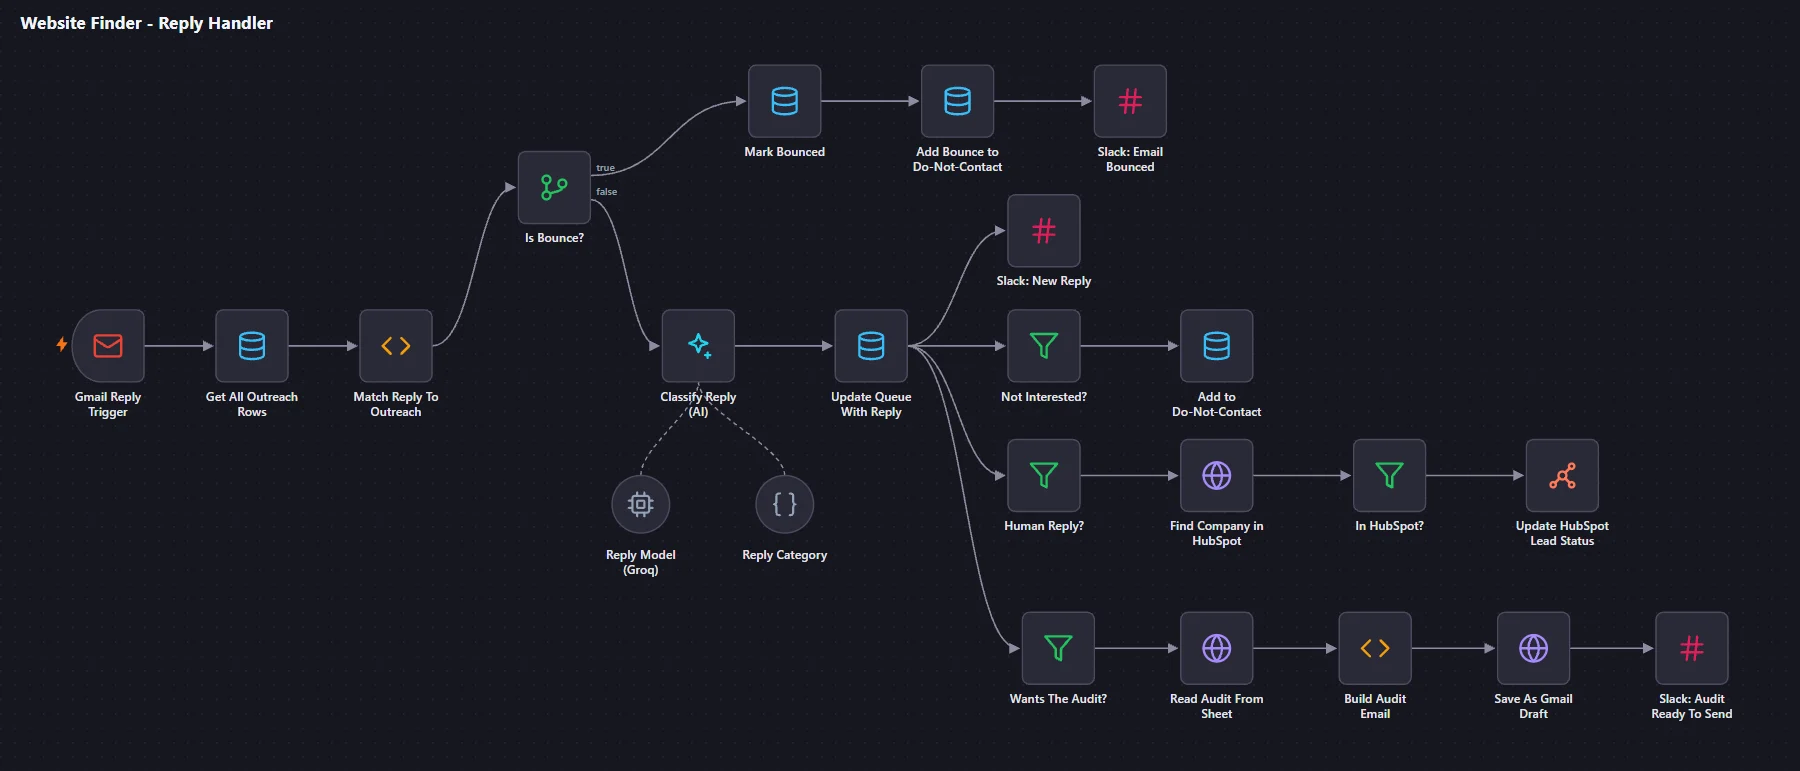 Website Finder - Reply Handler
Mark Bounced
Add Bounce to
Do-Not-Contact
Slack: Email
Bounced
true
false
Is Bounce?
Slack: New Reply
Gmail Reply
Trigger
Get All Outreach
Rows
Match Reply To
Outreach
Classify Reply
(AI)
Update Queue
With Reply
Not Interested?
Add to
Do-Not-Contact
Reply Model
(Groq)
Reply Category
Human Reply?
Find Company in
HubSpot
In HubSpot?
Update HubSpot
Lead Status
Wants The Audit?
Read Audit From
Sheet
Build Audit
Email
Save As Gmail
Draft
Slack: Audit
Ready To Send